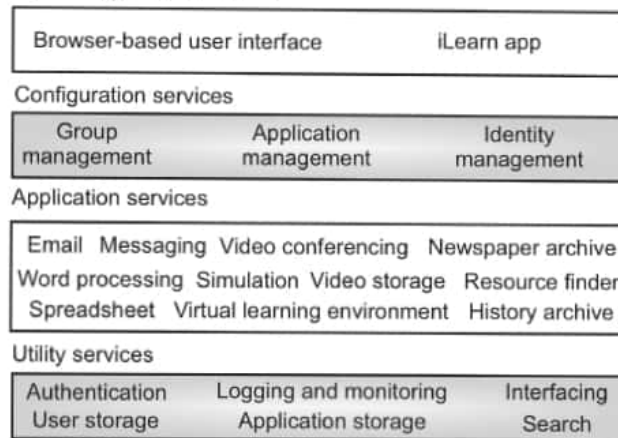 Browser-based user interface iLearn app
Configuration services
Group Application Identity
management management management
Application services
Email Messaging Video conferencing Newspaper archive
Word processing Simulation Video storage Resource finder
Spreadsheet Virtual learning environment History archive
Utility services
Authentication Logging and monitoring Interfacing
User storage Application storage Search